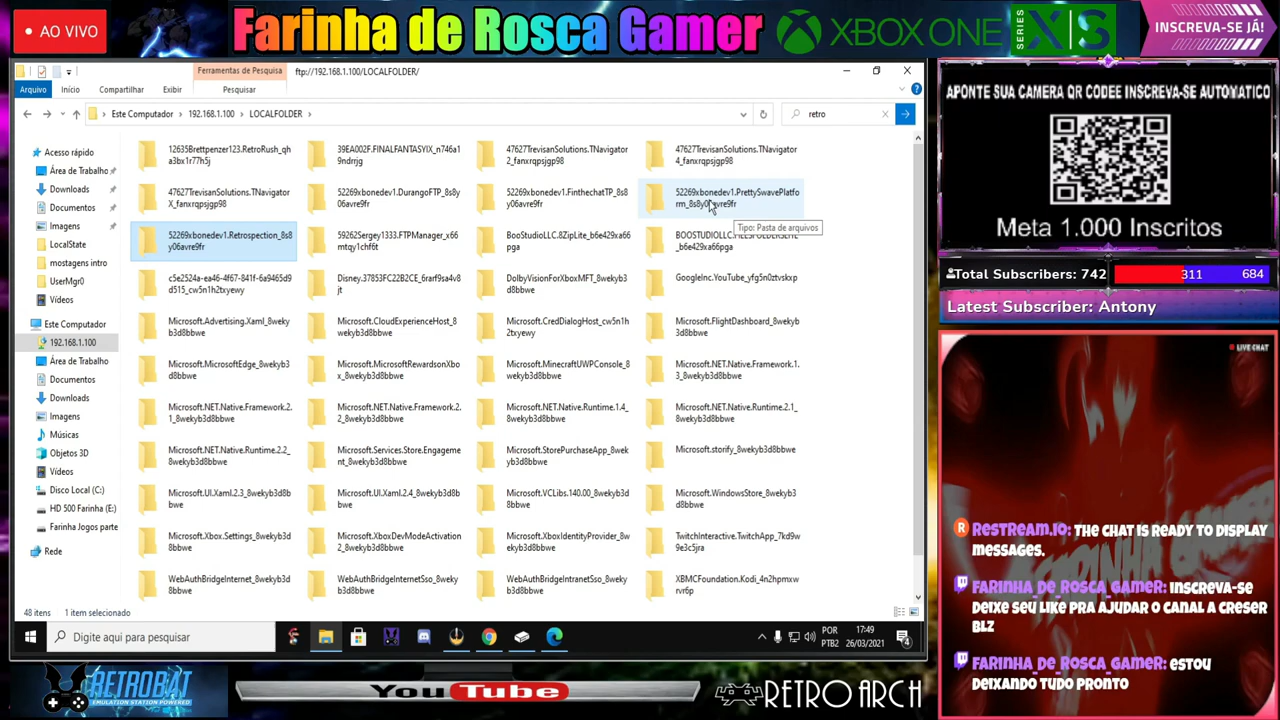 AO VIVO
Farinha de Rosca Gamer
XBOX ONE
SERIES X|S
INSCREVA-SE JÁ!
Ferramentas de Pesquisa
ftp://192.168.1.100/LOCALFOLDER/
Arquivo
Início
Compartilhar
Exibir
Pesquisar
Este Computador
192.168.1.100
LOCALFOLDER
retro
Acesso rápido
Área de Trabalho
Downloads
Documentos
Imagens
LocalState
mostagens intro
UserMgr0
Vídeos
Este Computador
192.168.1.100
Área de Trabalho
Documentos
Downloads
Imagens
Músicas
Objetos 3D
Vídeos
Disco Local (C:)
HD 500 Farinha (E:)
Farinha Jogos parte
Rede
12635Brettpenzer123.RetroRush_qh
a3bx1r77h5j
39EA002F.FINALFANTASYIX_n746a1
9ndrrjg
47627TrevisanSolutions.TNavigator
2_fanxrqpsjgp98
47627TrevisanSolutions.TNavigator
4_fanxrqpsjgp98
47627TrevisanSolutions.TNavigator
X_fanxrqpsjgp98
52269xbonedev1.DurangoFTP_8s8y
06avre9fr
52269xbonedev1.FinthechatTP_8s8
y06avre9fr
52269xbonedev1.PrettySwavePlatfo
Tipo: Pasta de arquivos
52269xbonedev1.Retrospection_8s8
y06avre9fr
59262Sergey1333.FTPManager_x66
mtqy1chf6t
BooStudioLLC.8ZipLite_b6e429xa66
pga
_b6e429xa66pga
c5e2524a-ea46-4f67-841f-6a9465d9
d515_cw5n1h2txyewy
Disney.37853FC22B2CE_6rarf9sa4v8
jt
DolbyVisionForXboxMFT_8wekyb3
d8bbwe
GoogleInc.YouTube_yfg5n0ztvskxp
Microsoft.Advertising.Xaml_8weky
b3d8bbwe
Microsoft.CloudExperienceHost_8
wekyb3d8bbwe
Microsoft.CredDialogHost_cw5n1h
2txyewy
Microsoft.FlightDashboard_8wekyb
3d8bbwe
Microsoft.MicrosoftEdge_8wekyb3
d8bbwe
Microsoft.MicrosoftRewardsonXbo
x_8wekyb3d8bbwe
Microsoft.MinecraftUWPConsole_8
wekyb3d8bbwe
Microsoft.NET.Native.Framework.1.
3_8wekyb3d8bbwe
Microsoft.NET.Native.Framework.2.
1_8wekyb3d8bbwe
Microsoft.NET.Native.Framework.2.
2_8wekyb3d8bbwe
Microsoft.NET.Native.Runtime.1.4_
8wekyb3d8bbwe
Microsoft.NET.Native.Runtime.2.1_
8wekyb3d8bbwe
Microsoft.NET.Native.Runtime.2.2_
8wekyb3d8bbwe
Microsoft.Services.Store.Engageme
nt_8wekyb3d8bbwe
Microsoft.StorePurchaseApp_8wek
yb3d8bbwe
Microsoft.storify_8wekyb3d8bbwe
Microsoft.UI.Xaml.2.3_8wekyb3d8b
bwe
Microsoft.UI.Xaml.2.4_8wekyb3d8b
bwe
Microsoft.VCLibs.140.00_8wekyb3d
8bbwe
Microsoft.WindowsStore_8wekyb3
d8bbwe
Microsoft.Xbox.Settings_8wekyb3d
8bbwe
Microsoft.XboxDevModeActivation
2_8wekyb3d8bbwe
Microsoft.XboxIdentityProvider_8w
ekyb3d8bbwe
TwitchInteractive.TwitchApp_7kd9w
9e3c5jra
WebAuthBridgeInternet_8wekyb3d
8bbwe
WebAuthBridgeInternetSso_8weky
b3d8bbwe
WebAuthBridgeIntranetSso_8weky
b3d8bbwe
XBMCFoundation.Kodi_4n2hpmxw
vrr6p
48 itens
1 item selecionado
Digite aqui para pesquisar
POR
PTB2
17:49
26/03/2021
4
APONTE SUA CAMERA QR CODEE INSCREVA-SE AUTOMATICO
Meta 1.000 Inscritos
Total Subscribers: 742
311
684
Latest Subscriber: Antony
LIVE CHAT
Restream.io: The chat is ready to display
messages.
Farinha_de_Rosca_Gamer: Inscreva-se
deixe seu like pra ajudar o canal a creser
blz
Farinha_de_Rosca_Gamer: estou
deixando tudo pronto
RETROBAT
EMULATION STATION POWERED
YouTube
RETROARCH